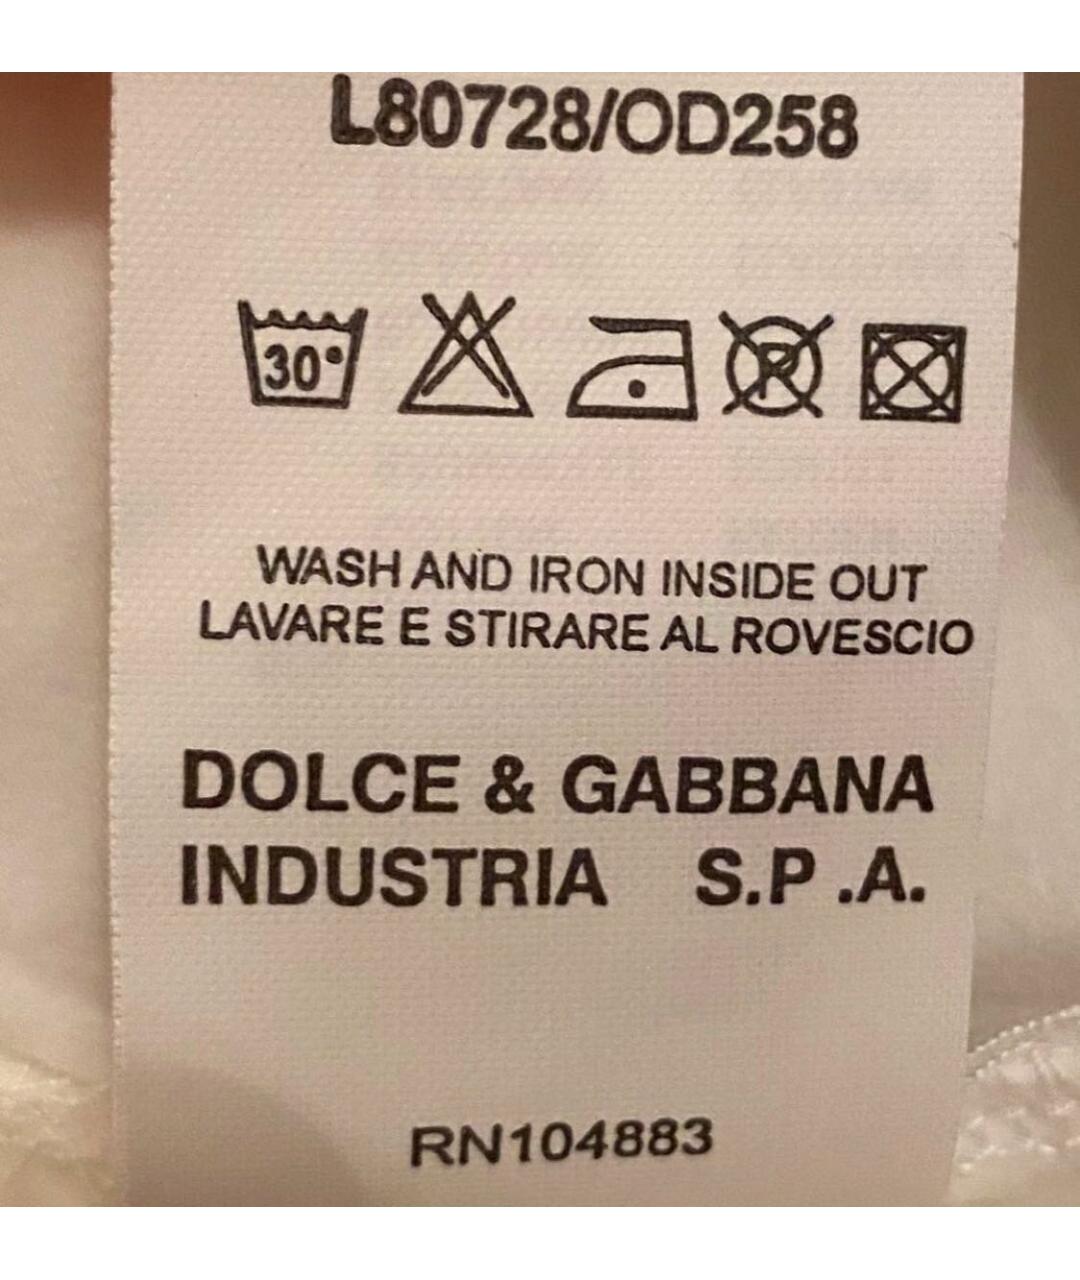 L80728/OD258
30°
P
WASH AND IRON INSIDE OUT
LAVARE E STIRARE AL ROVESCIO
DOLCE & GABBANA
INDUSTRIA S.P .A.
RN104883